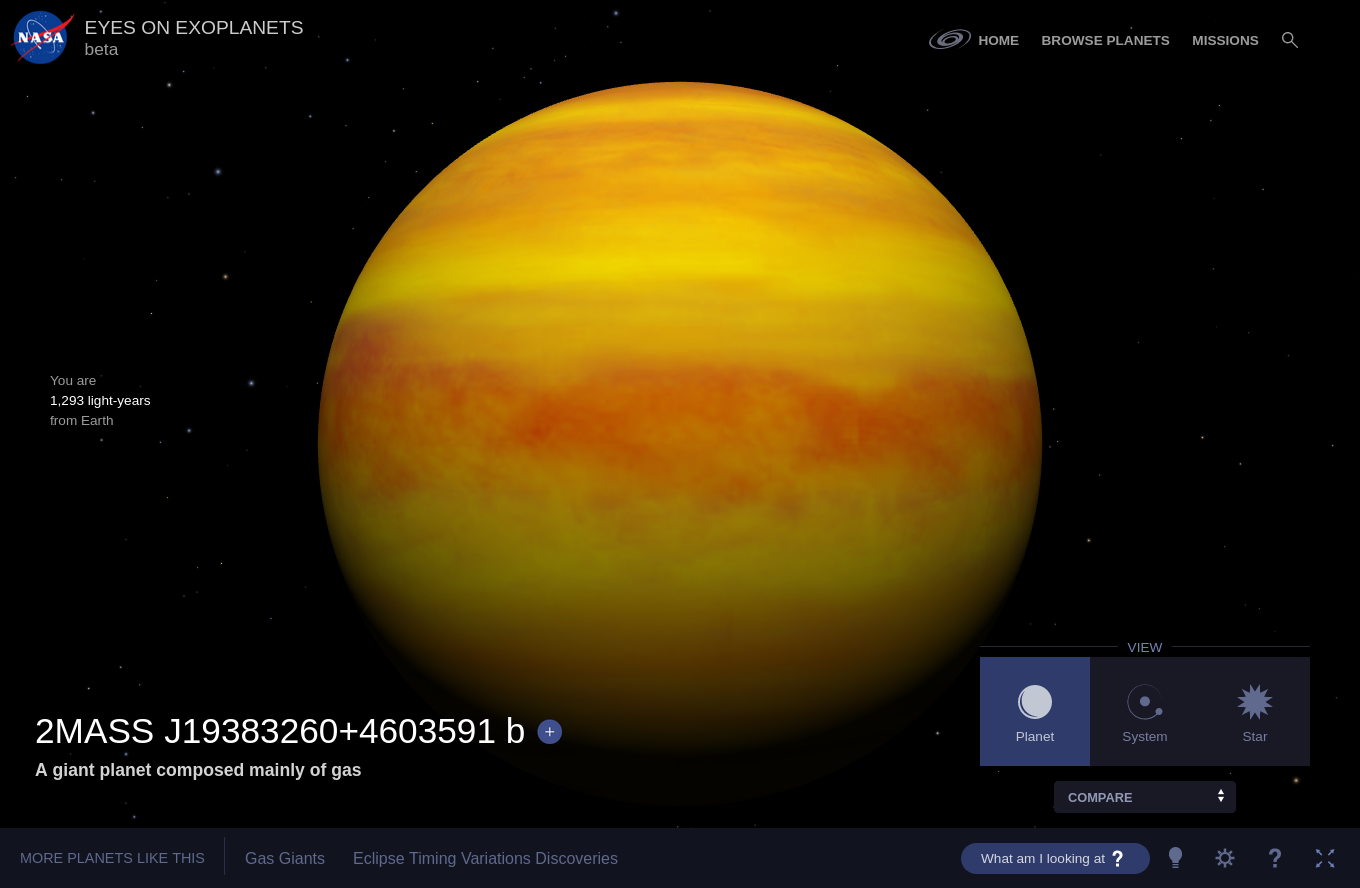 NASA
EYES ON EXOPLANETS
beta
HOME
BROWSE PLANETS
MISSIONS
You are
1,293 light-years
from Earth
VIEW
Planet
System
Star
2MASS J19383260+4603591 b +
A giant planet composed mainly of gas
COMPARE
MORE PLANETS LIKE THIS
Gas Giants
Eclipse Timing Variations Discoveries
What am I looking at ?
?